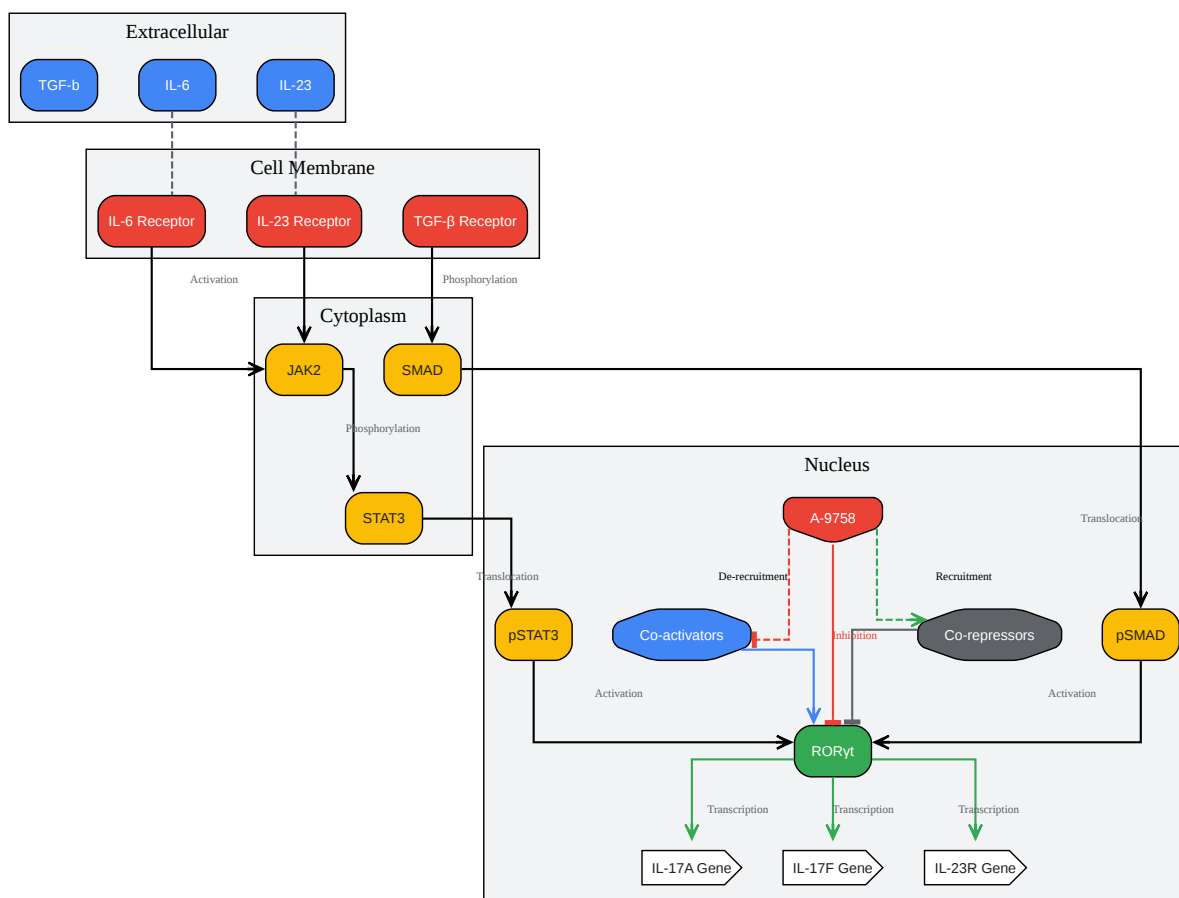 Extracellular
TGF-b
IL-6
IL-23
Cell Membrane
IL-6 Receptor
IL-23 Receptor
TGF-β Receptor
Activation
Phosphorylation
Cytoplasm
JAK2
SMAD
Phosphorylation
STAT3
Nucleus
A-9758
Translocation
Translocation
De-recruitment
Recruitment
pSTAT3
Co-activators
Inhibition
Co-repressors
pSMAD
Activation
Activation
RORγt
Transcription
Transcription
Transcription
IL-17A Gene
IL-17F Gene
IL-23R Gene